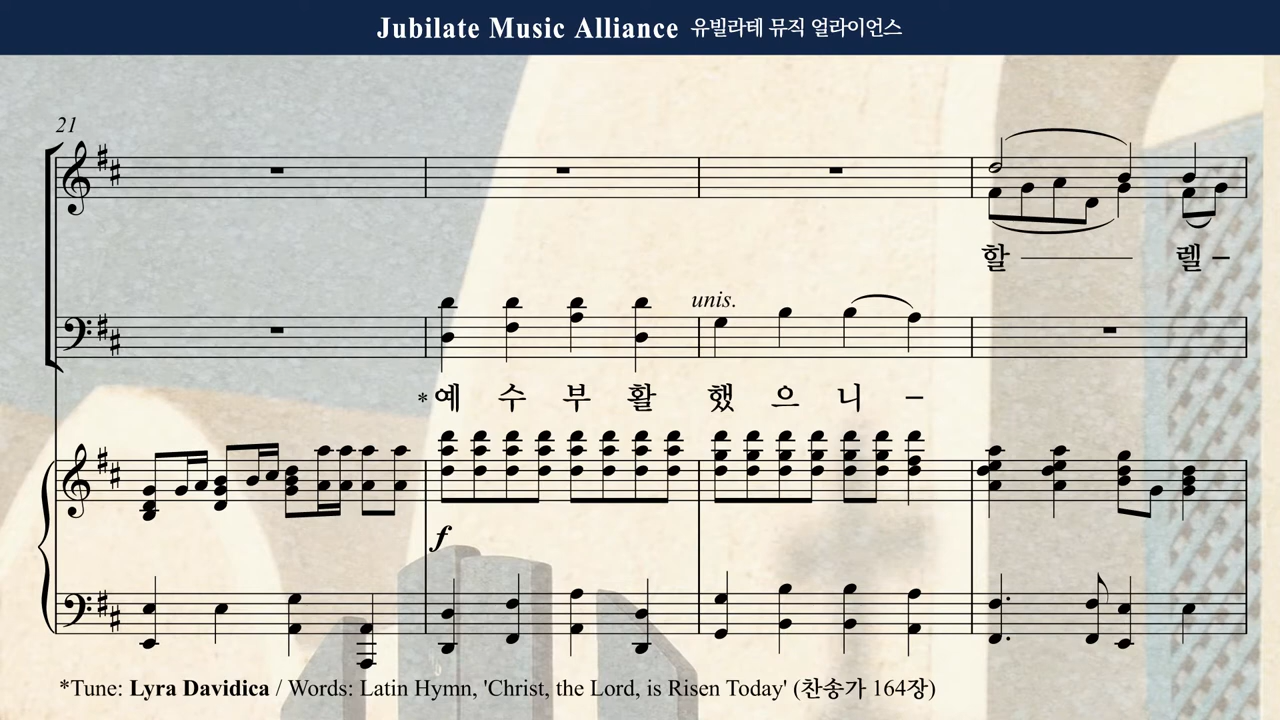 Jubilate Music Alliance 유빌라테 뮤직 얼라이언스
21
할 렐 –
unis.
*예 수 부 활 했 으 니 –
f
*Tune: Lyra Davidica / Words: Latin Hymn, 'Christ, the Lord, is Risen Today' (찬송가 164장)